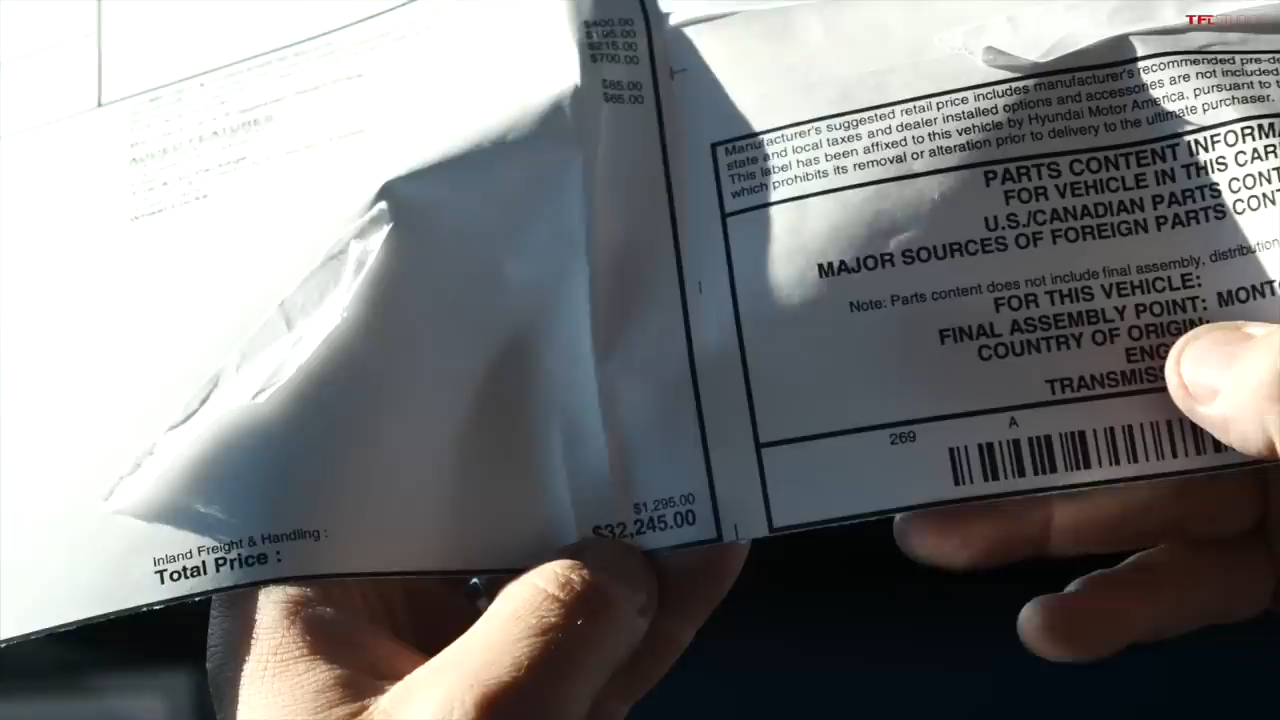 TFL
$400.00
$195.00
$215.00
$700.00
$85.00
$65.00
ADDED FEATURES
Inland Freight & Handling :
$1,295.00
Total Price :
$32,245.00
Manufacturer's suggested retail price includes manufacturer's recommended pre-de
state and local taxes and dealer installed options and accessories are not included
This label has been affixed to this vehicle by Hyundai Motor America, pursuant to
which prohibits its removal or alteration prior to delivery to the ultimate purchaser.
PARTS CONTENT INFORM
FOR VEHICLE IN THIS CAR
U.S./CANADIAN PARTS CONT
MAJOR SOURCES OF FOREIGN PARTS CON
Note: Parts content does not include final assembly, distribution
FOR THIS VEHICLE:
FINAL ASSEMBLY POINT: MONTG
COUNTRY OF ORIGIN:
ENG
TRANSMISS
269
A